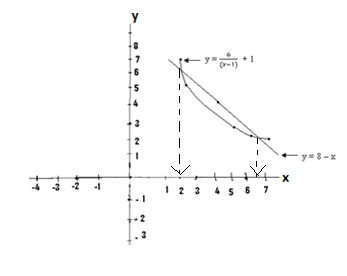 y
8
7
6
5
4
3
2
1
y = 6/(x-1) + 1
y = 8 - x
-4 -3 -2 -1 1 2 3 4 5 6 7 x
- 1
- 2
- 3